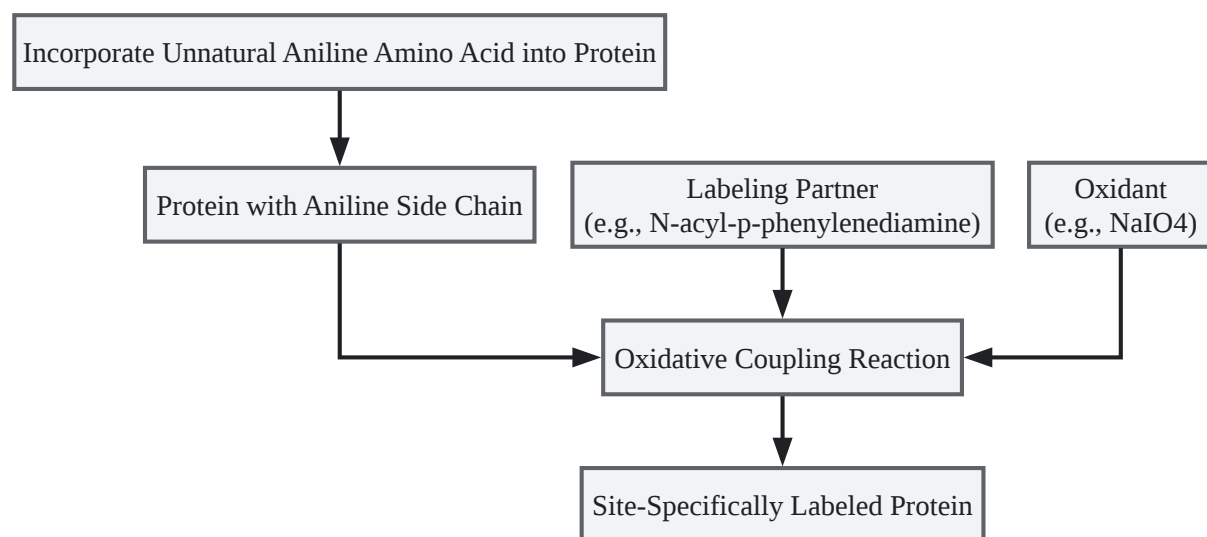 Incorporate Unnatural Aniline Amino Acid into Protein
Protein with Aniline Side Chain
Labeling Partner
(e.g., N-acyl-p-phenylenediamine)
Oxidant
(e.g., NaIO4)
Oxidative Coupling Reaction
Site-Specifically Labeled Protein